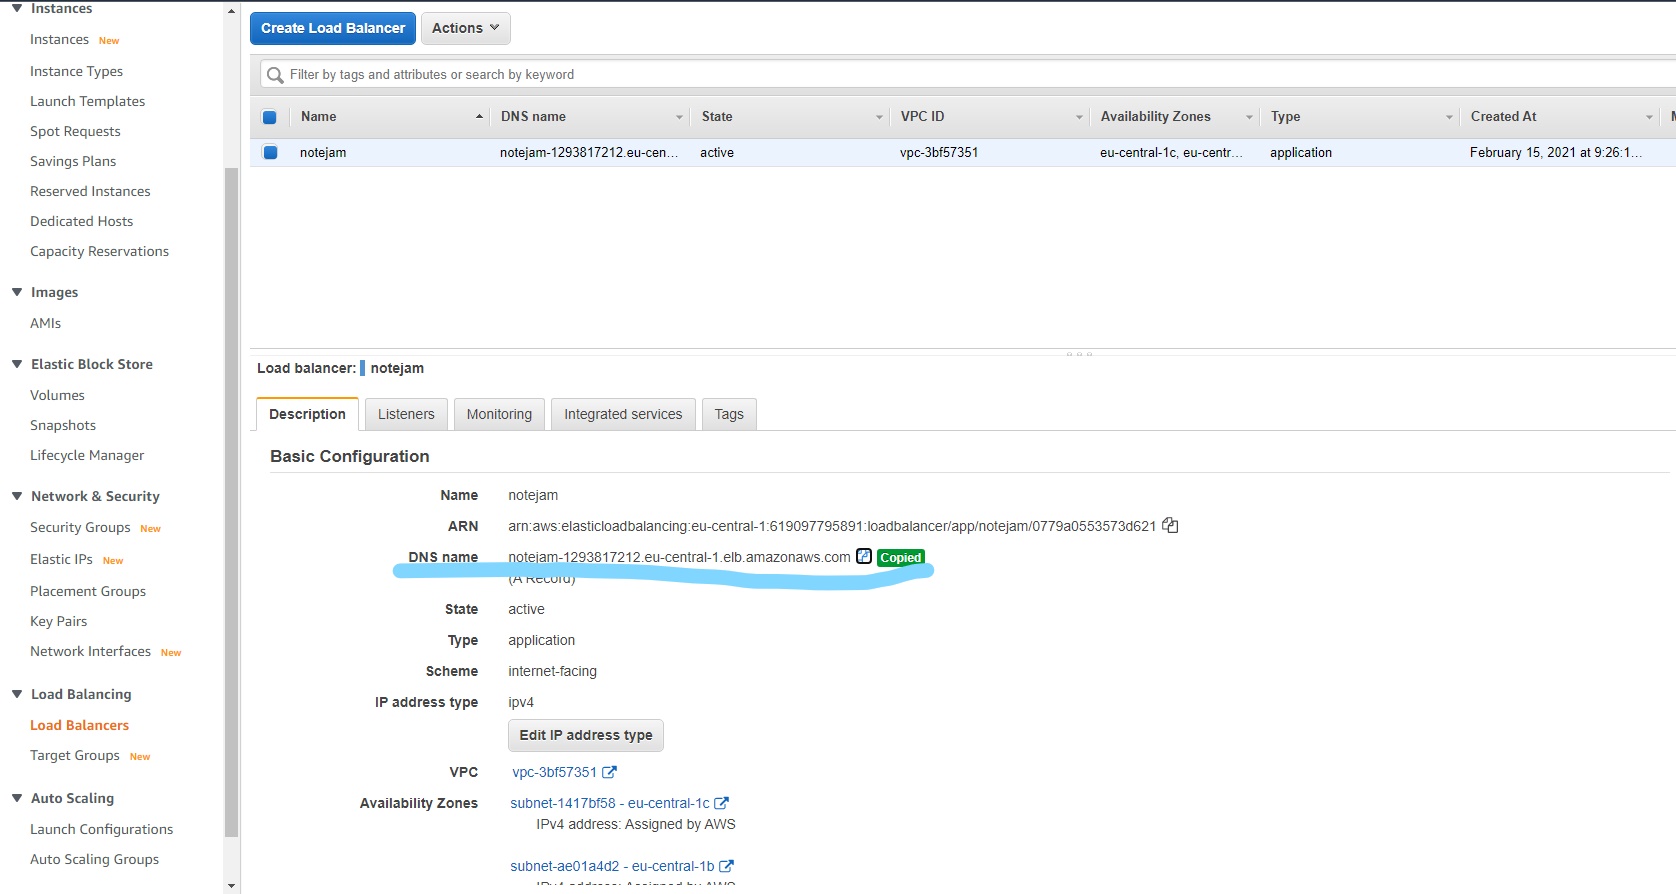 Instances
Instances New
Instance Types
Launch Templates
Spot Requests
Savings Plans
Reserved Instances
Dedicated Hosts
Capacity Reservations
Images
AMIs
Elastic Block Store
Volumes
Snapshots
Lifecycle Manager
Network & Security
Security Groups New
Elastic IPs New
Placement Groups
Key Pairs
Network Interfaces New
Load Balancing
Load Balancers
Target Groups New
Auto Scaling
Launch Configurations
Auto Scaling Groups
Create Load Balancer Actions
Filter by tags and attributes or search by keyword
Name DNS name State VPC ID Availability Zones Type Created At
notejam notejam-1293817212.eu-cen... active vpc-3bf57351 eu-central-1c, eu-centr... application February 15, 2021 at 9:26:1...
Load balancer: notejam
Description Listeners Monitoring Integrated services Tags
Basic Configuration
Name notejam
ARN arn:aws:elasticloadbalancing:eu-central-1:619097795891:loadbalancer/app/notejam/0779a0553573d621
DNS name notejam-1293817212.eu-central-1.elb.amazonaws.com Copied
(A Record)
State active
Type application
Scheme internet-facing
IP address type ipv4
Edit IP address type
VPC vpc-3bf57351
Availability Zones subnet-1417bf58 - eu-central-1c
IPv4 address: Assigned by AWS
subnet-ae01a4d2 - eu-central-1b
IPv4 address: Assigned by AWS